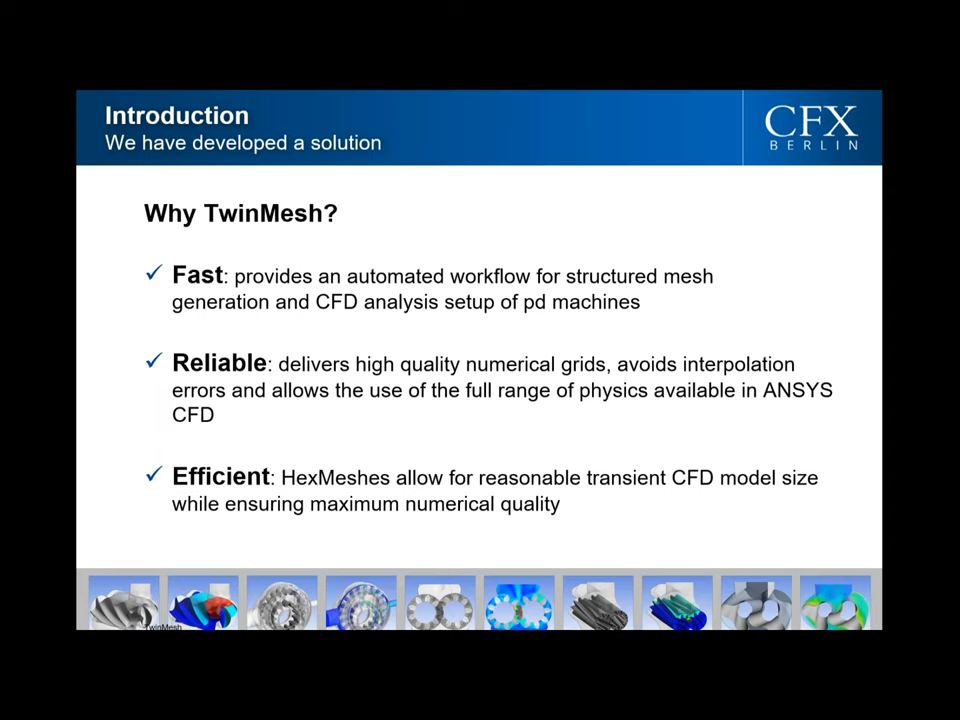 Introduction
We have developed a solution
CFX
BERLIN
Why TwinMesh?
✓ Fast: provides an automated workflow for structured mesh
generation and CFD analysis setup of pd machines
✓ Reliable: delivers high quality numerical grids, avoids interpolation
errors and allows the use of the full range of physics available in ANSYS
CFD
✓ Efficient: HexMeshes allow for reasonable transient CFD model size
while ensuring maximum numerical quality
TwinMesh